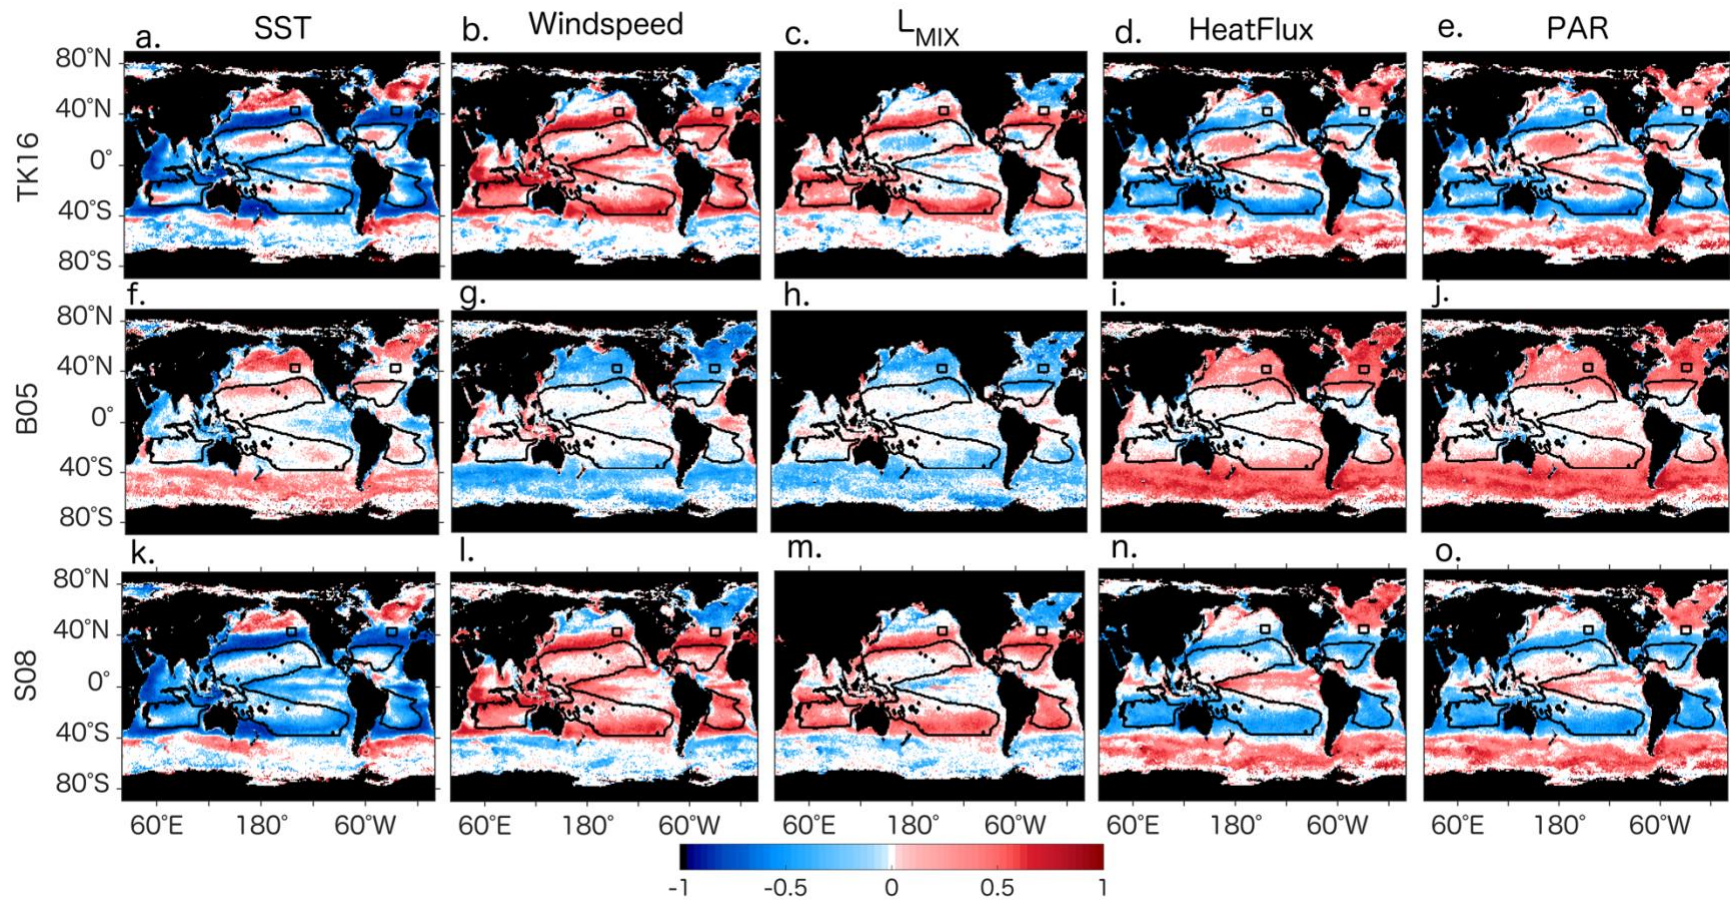 a. SST b. Windspeed c. L_MIX d. HeatFlux e. PAR
80°N
40°N
0°
40°S
80°S
TK16
f. g. h. i. j.
80°N
40°N
0°
40°S
80°S
B05
k. l. m. n. o.
80°N
40°N
0°
40°S
80°S
S08
60°E 180° 60°W 60°E 180° 60°W 60°E 180° 60°W 60°E 180° 60°W 60°E 180° 60°W
-1 -0.5 0 0.5 1